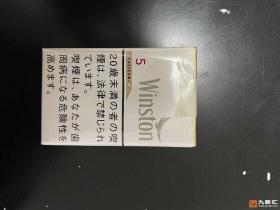 20歳未満の者の喫
煙は、法律で禁じられ
ています。
喫煙は、あなたが歯
周病になる危険性を
高めます。
5
Winston